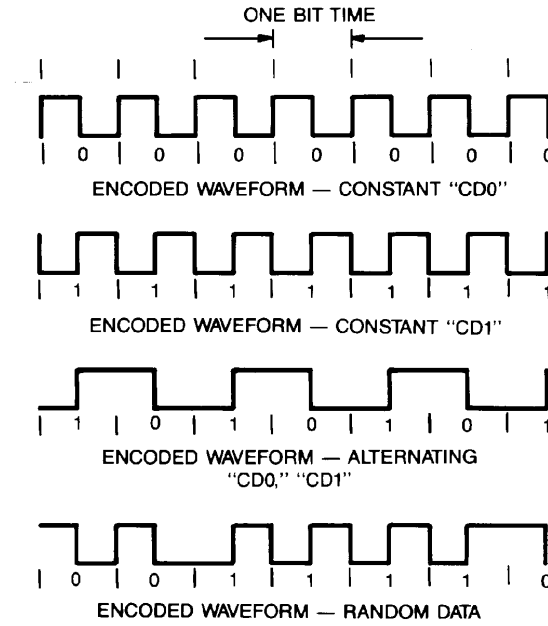 ONE BIT TIME
0 0 0 0 0 0 0
ENCODED WAVEFORM — CONSTANT "CD0"
1 1 1 1 1 1 1
ENCODED WAVEFORM — CONSTANT "CD1"
1 0 1 0 1 0 1
ENCODED WAVEFORM — ALTERNATING
"CD0," "CD1"
0 0 1 1 1 1 0
ENCODED WAVEFORM — RANDOM DATA